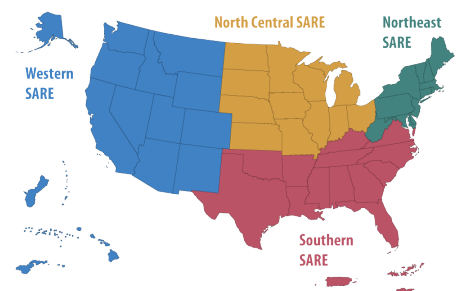 North Central SARE
Northeast
SARE
Western
SARE
Southern
SARE